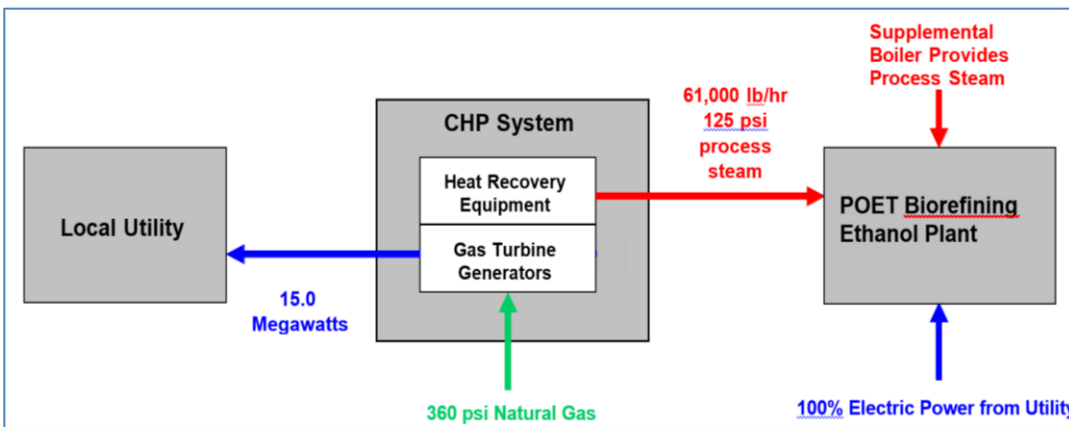 Supplemental
Boiler Provides
Process Steam
61,000 lb/hr
125 psi
process
steam
CHP System
Heat Recovery
Equipment
Gas Turbine
Generators
Local Utility
POET Biorefining
Ethanol Plant
15.0
Megawatts
360 psi Natural Gas
100% Electric Power from Utility